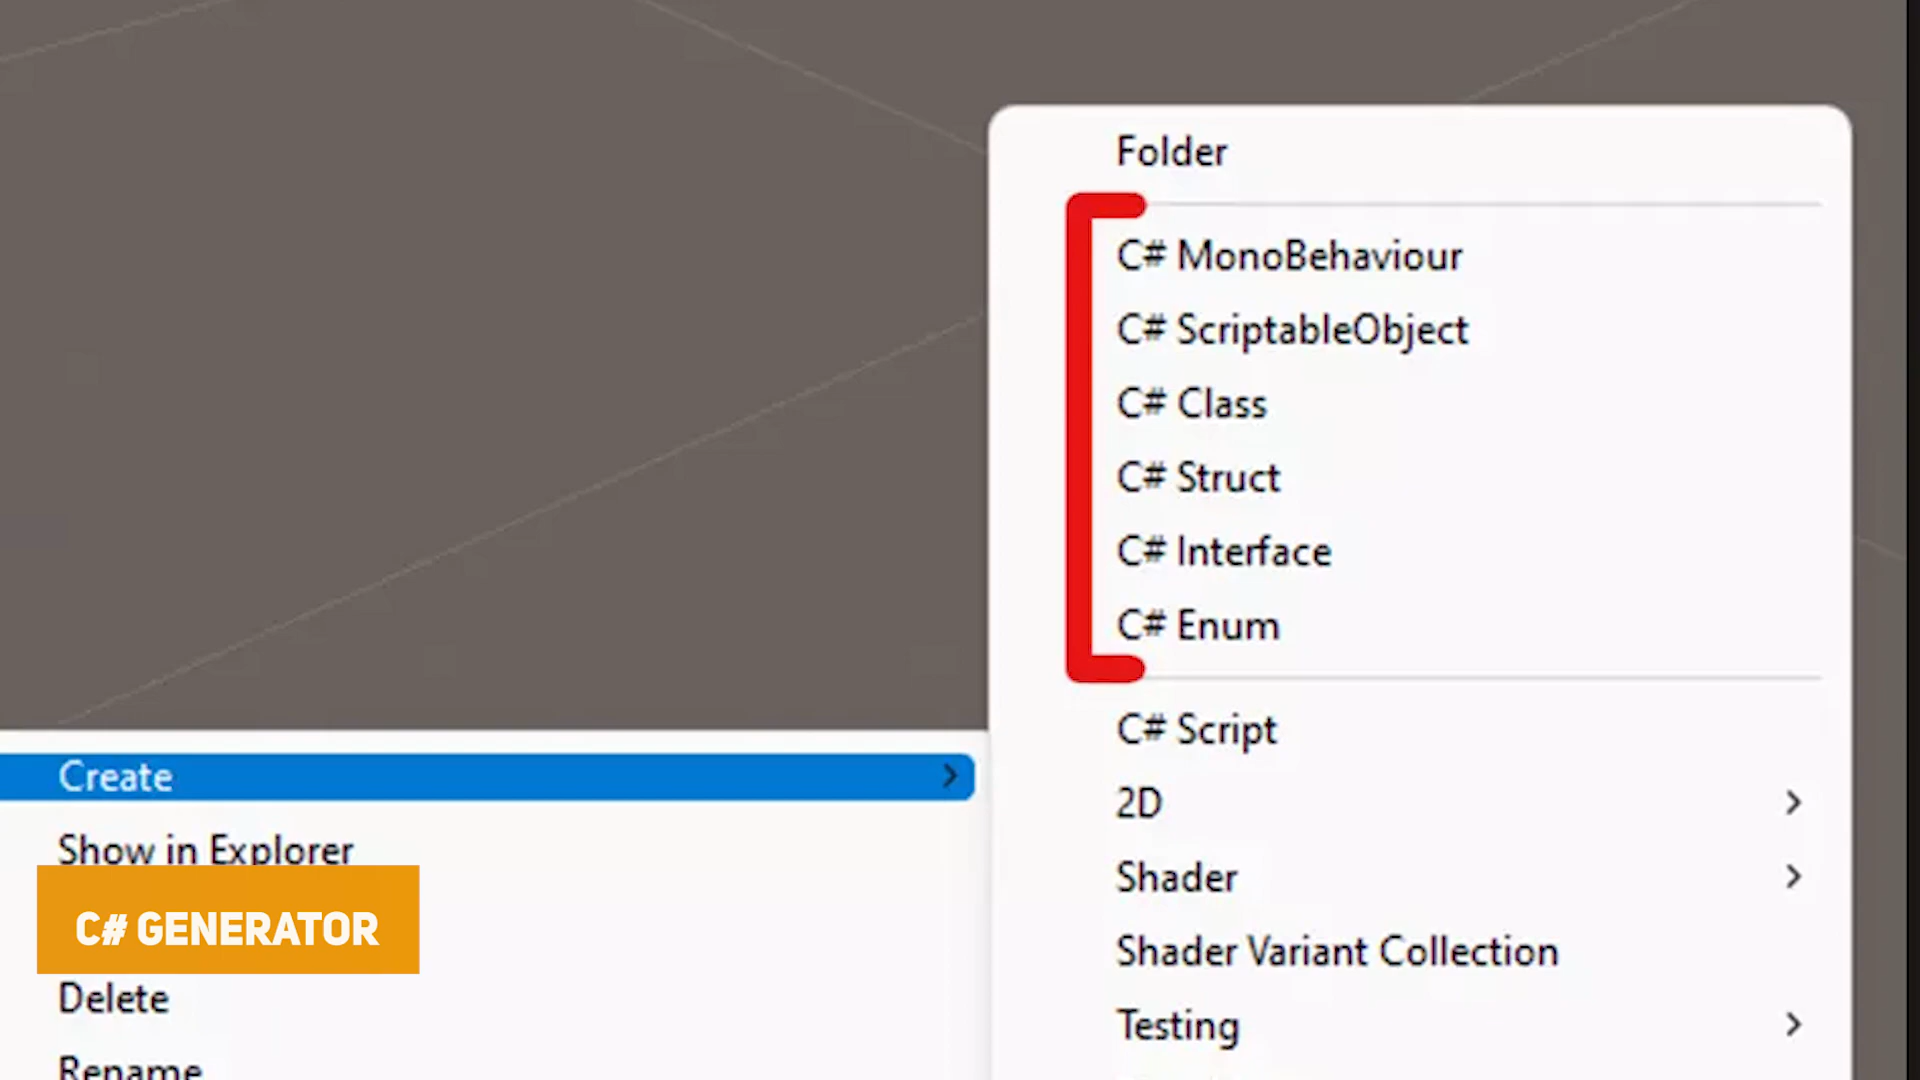 Folder
C# MonoBehaviour
C# ScriptableObject
C# Class
C# Struct
C# Interface
C# Enum
C# Script
2D
Shader
Shader Variant Collection
Testing
Create
Show in Explorer
C# GENERATOR
Delete
Rename